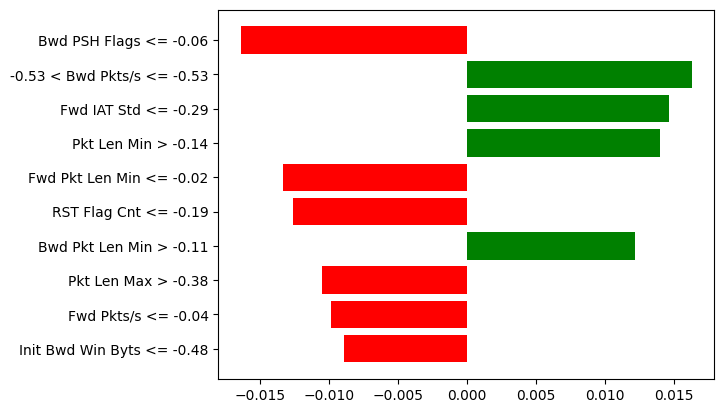 Bwd PSH Flags <= -0.06
-0.53 < Bwd Pkts/s <= -0.53
Fwd IAT Std <= -0.29
Pkt Len Min > -0.14
Fwd Pkt Len Min <= -0.02
RST Flag Cnt <= -0.19
Bwd Pkt Len Min > -0.11
Pkt Len Max > -0.38
Fwd Pkts/s <= -0.04
Init Bwd Win Byts <= -0.48
−0.015 −0.010 −0.005 0.000 0.005 0.010 0.015